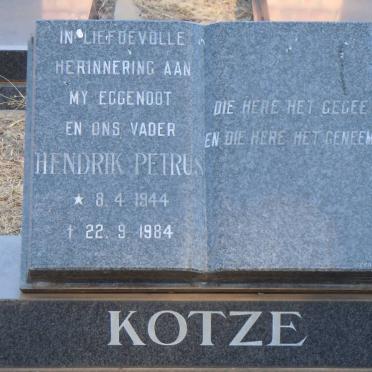 IN LIEFDEVOLLE
HERINNERING AAN
MY EGGENOOT
EN ONS VADER
HENDRIK PETRUS
★ 8.4.1944
† 22.9.1984
DIE HERE HET GEGEE
EN DIE HERE HET GENEEM
KOTZE